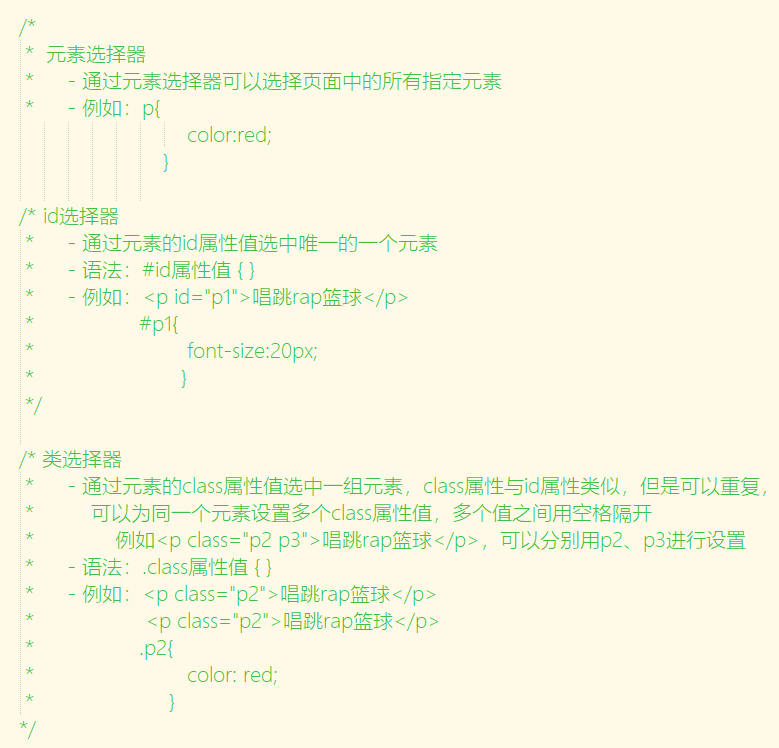 /*
 *  元素选择器
 *      - 通过元素选择器可以选择页面中的所有指定元素
 *      - 例如：p{
                color:red;
              }
/* id选择器
 *      - 通过元素的id属性值选中唯一的一个元素
 *      - 语法：#id属性值 { }
 *      - 例如：<p id="p1">唱跳rap篮球</p>
 *              #p1{
 *                  font-size:20px;
 *                 }
 */
/* 类选择器
 *      - 通过元素的class属性值选中一组元素，class属性与id属性类似，但是可以重复，
 *        可以为同一个元素设置多个class属性值，多个值之间用空格隔开
 *           例如<p class="p2 p3">唱跳rap篮球</p>，可以分别用p2、p3进行设置
 *      - 语法：.class属性值 { }
 *      - 例如：<p class="p2">唱跳rap篮球</p>
 *              <p class="p2">唱跳rap篮球</p>
 *              .p2{
 *                  color: red;
 *                 }
*/